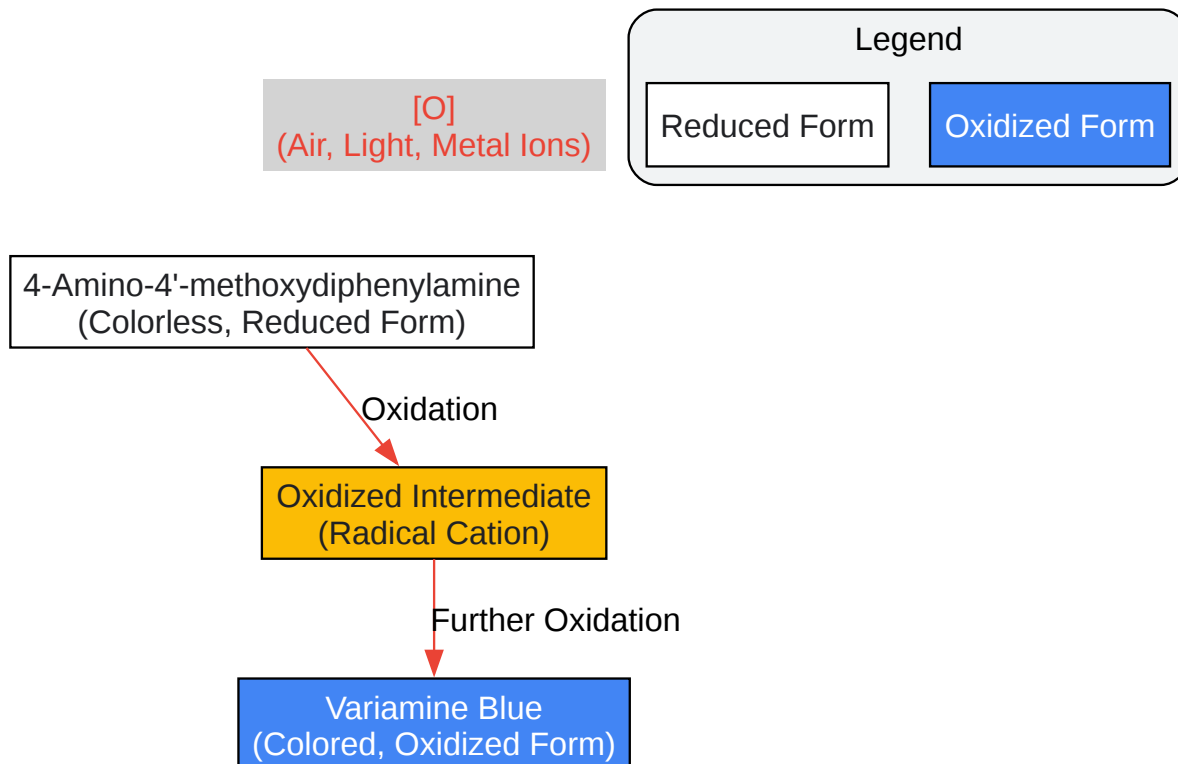 Legend
[O]
(Air, Light, Metal Ions)
Reduced Form
Oxidized Form
4-Amino-4'-methoxydiphenylamine
(Colorless, Reduced Form)
Oxidation
Oxidized Intermediate
(Radical Cation)
Further Oxidation
Variamine Blue
(Colored, Oxidized Form)